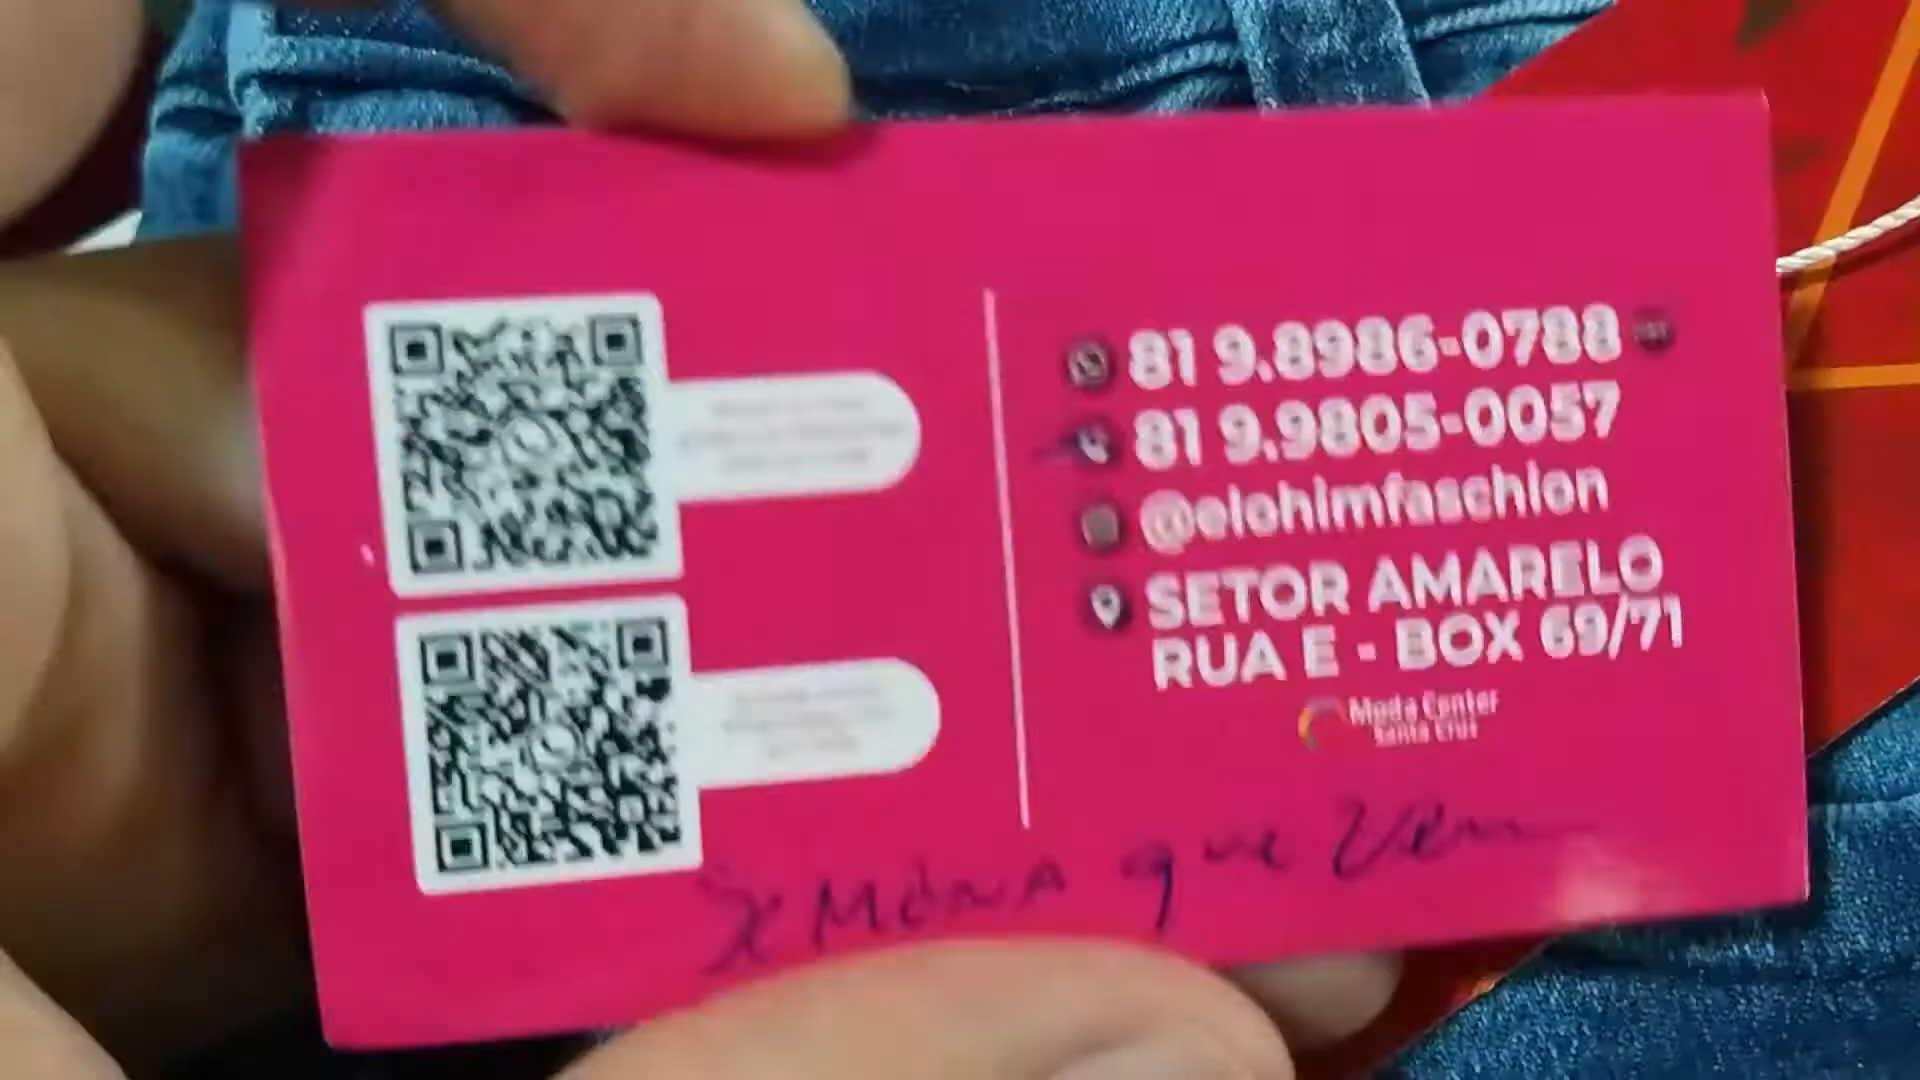 81 9.8986-0788
81 9.9805-0057
@elohimfaschion
SETOR AMARELO
RUA E - BOX 69/71
Moda Center
Santa Cruz
SEMANA que vem